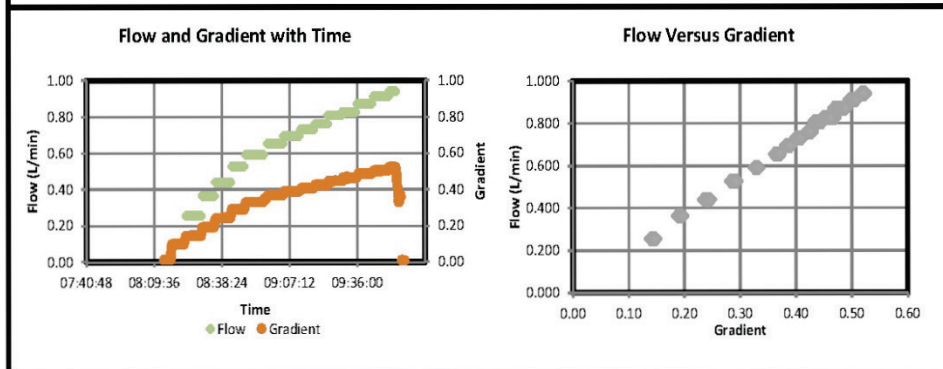 Flow and Gradient with Time
Flow (L/min)
1.00
0.80
0.60
0.40
0.20
0.00
1.00
0.80
0.60
0.40
0.20
0.00
Gradient
07:40:48 08:09:36 08:38:24 09:07:12 09:36:00
Time
Flow Gradient
Flow Versus Gradient
Flow (L/min)
1.000
0.800
0.600
0.400
0.200
0.000
0.00 0.10 0.20 0.30 0.40 0.50 0.60
Gradient